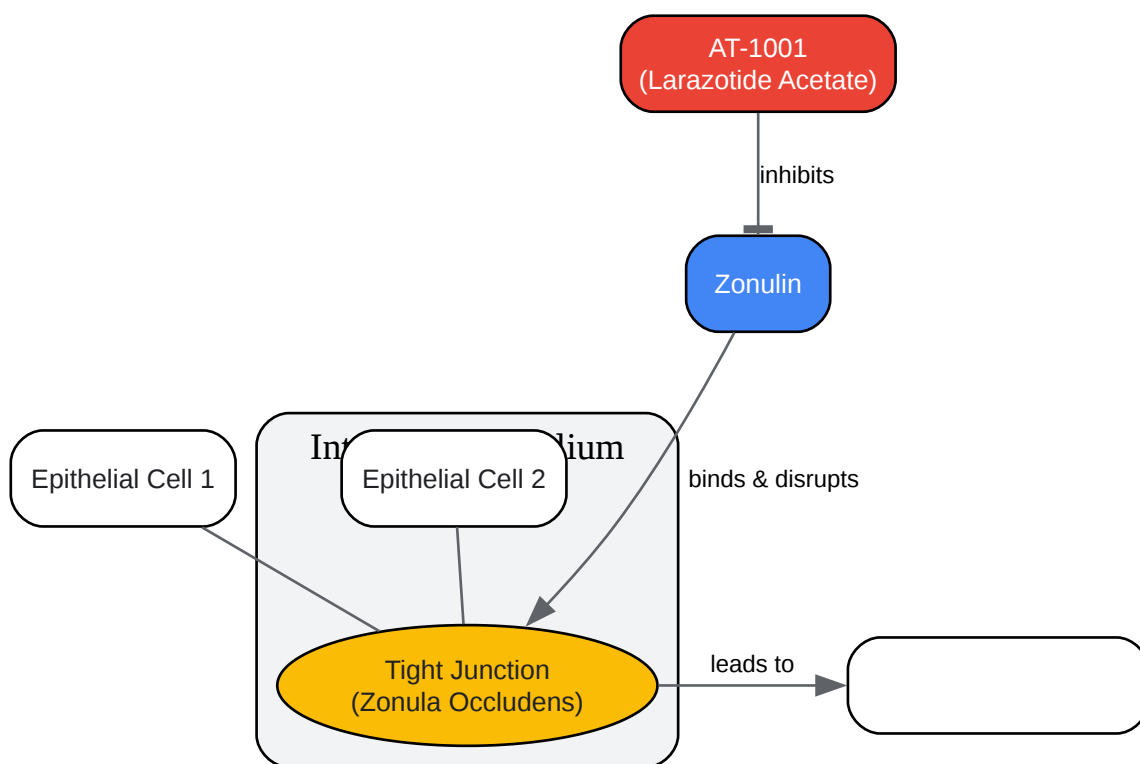 AT-1001
(Larazotide Acetate)
inhibits
Zonulin
Epithelial Cell 1
Epithelial Cell 2
binds & disrupts
Tight Junction
(Zonula Occludens)
leads to